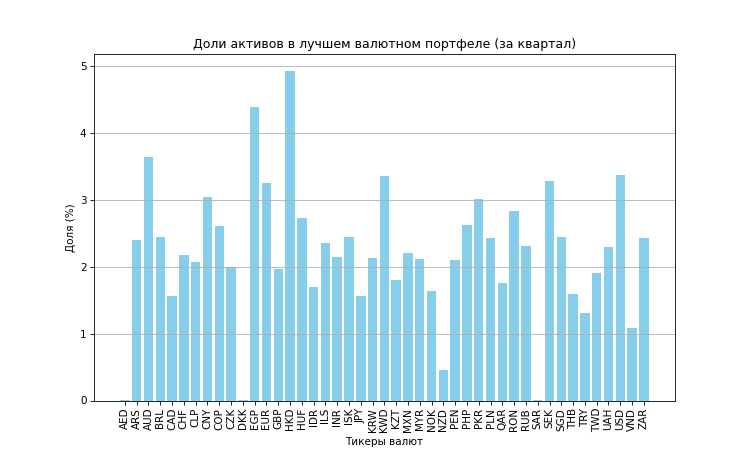 Доли активов в лучшем валютном портфеле (за квартал)
Доля (%)
5
4
3
2
1
0
AED ARS AUD BRL CAD CHF CLP CNY COP CZK DKK EGP EUR GBP HKD HUF IDR ILS INR ISK JPY KRW KWD KZT MXN MYR NOK NZD PEN PHP PKR PLN QAR RON RUB SAR SEK SGD THB TRY TWD UAH USD VND ZAR
Тикеры валют